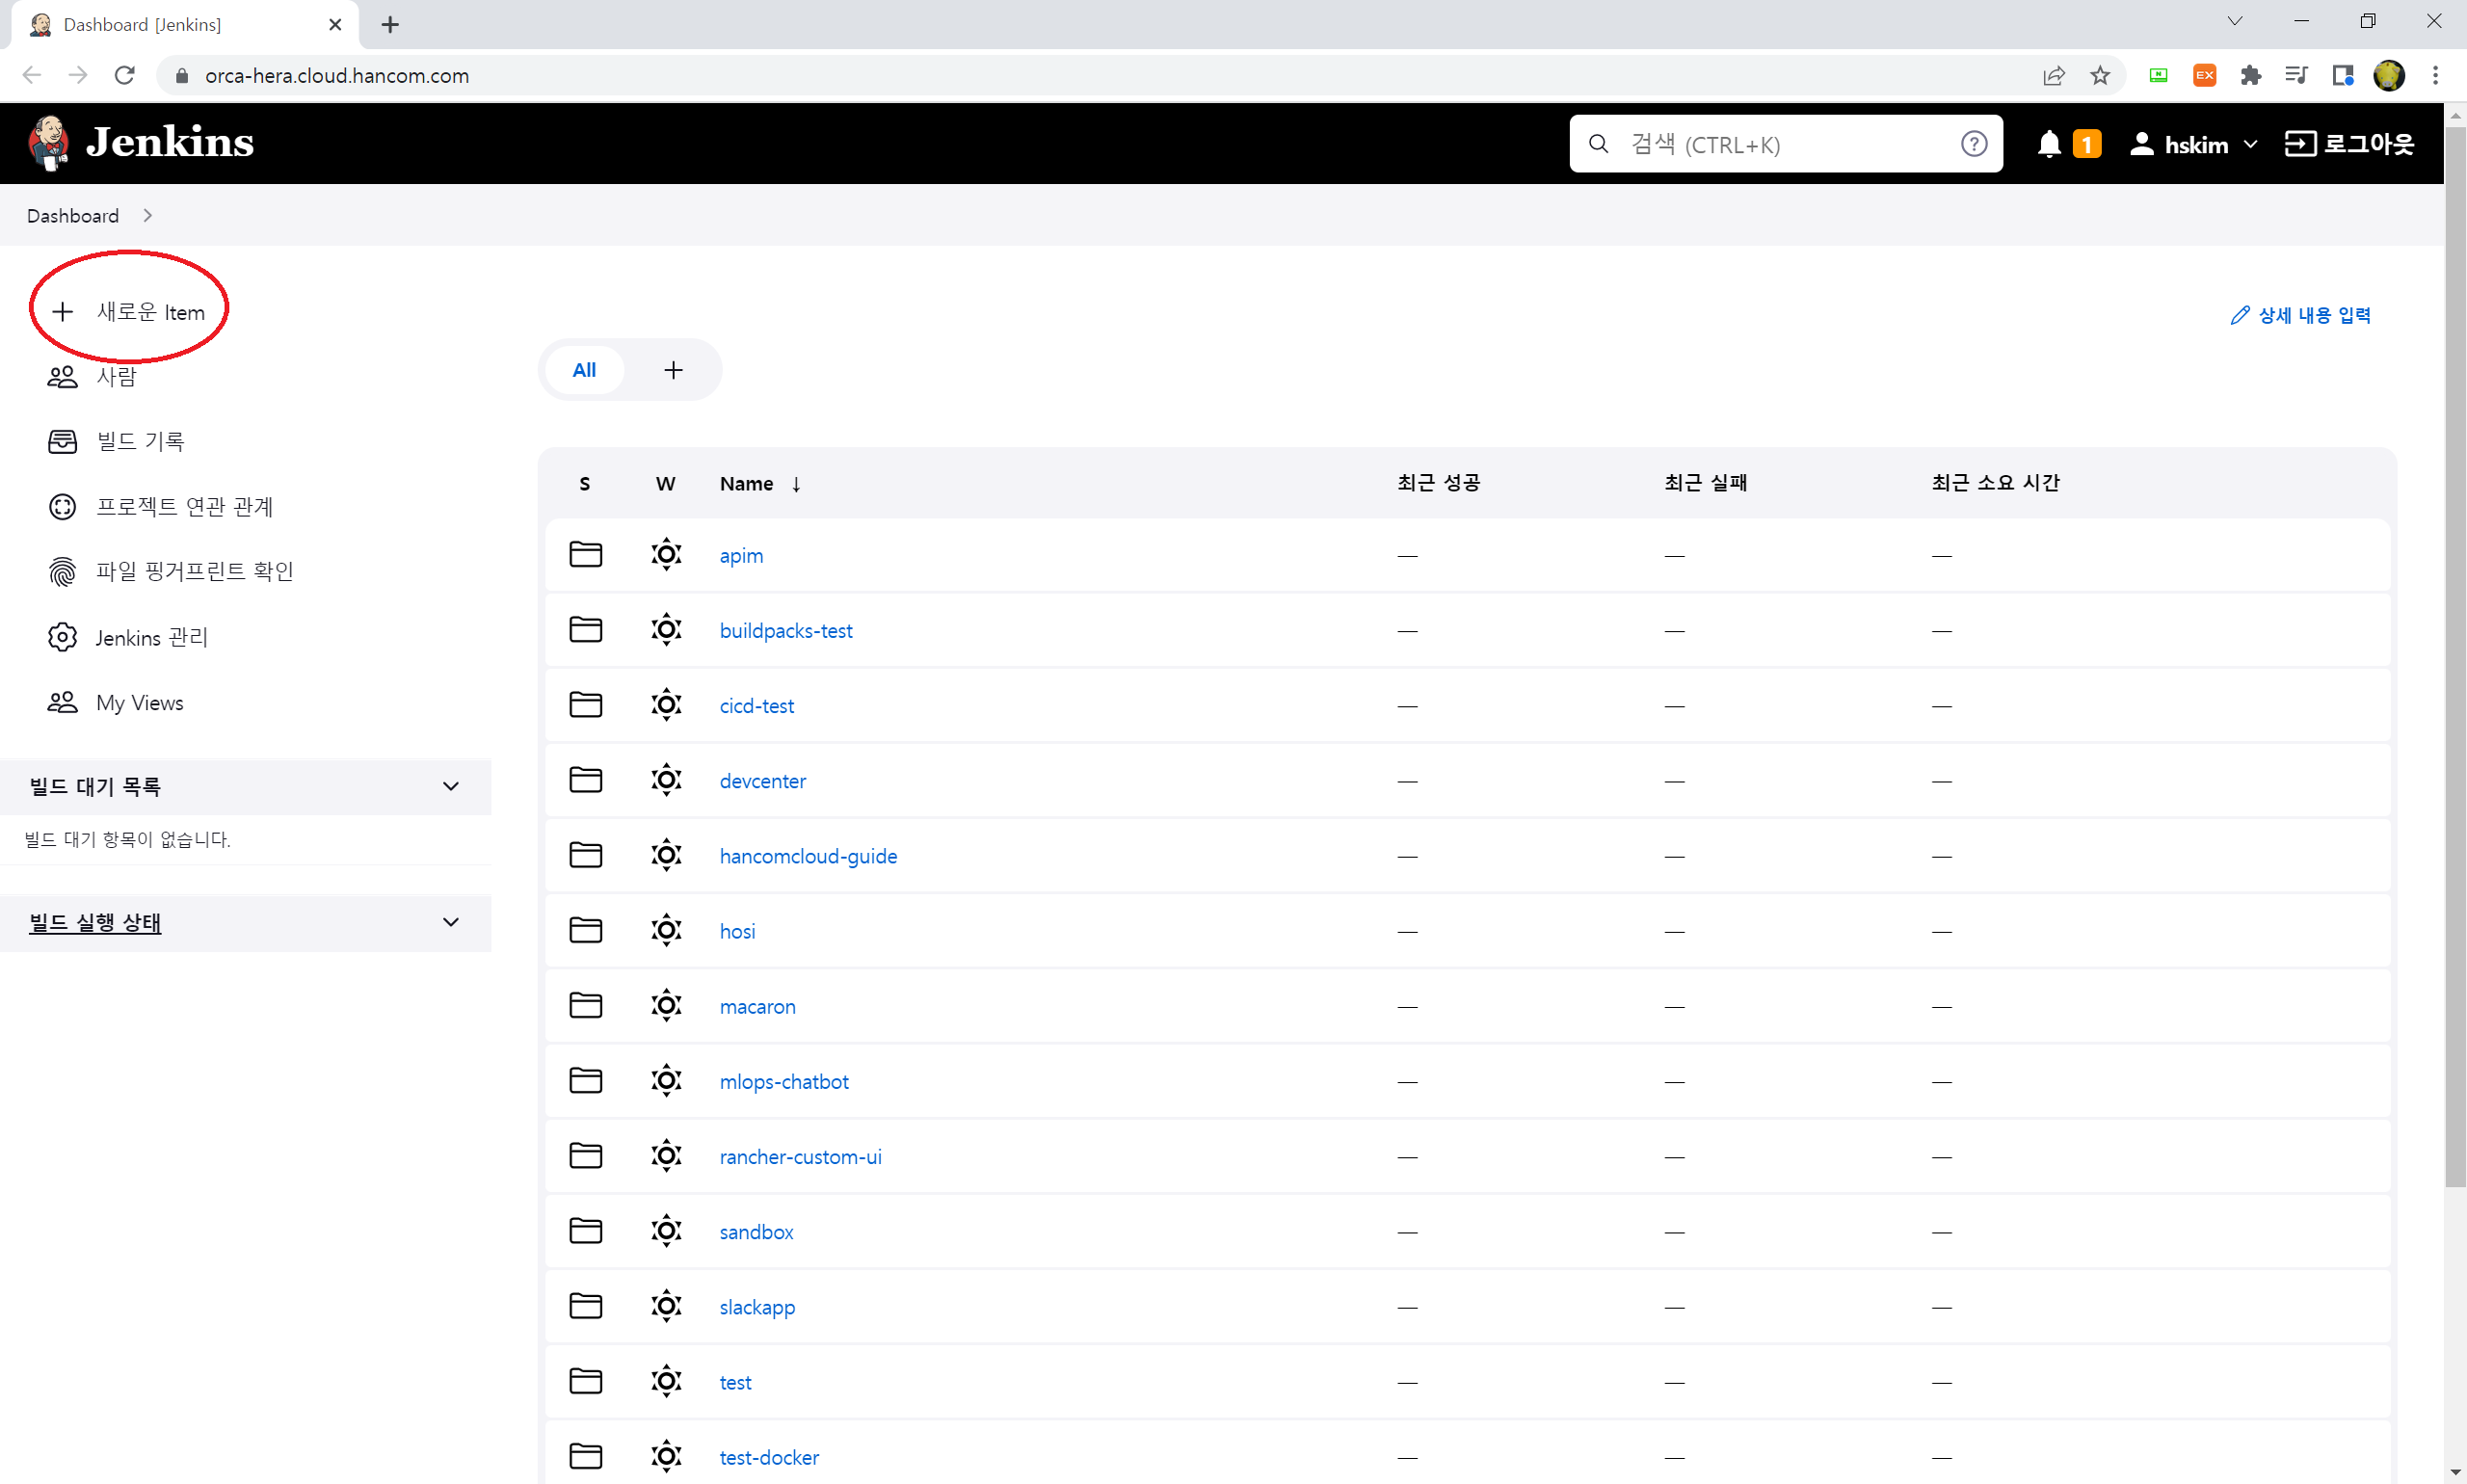 Dashboard [Jenkins]
orca-hera.cloud.hancom.com
EX
Jenkins
검색 (CTRL+K)
1
hskim
로그아웃
Dashboard
새로운 Item
사람
빌드 기록
프로젝트 연관 관계
파일 핑거프린트 확인
Jenkins 관리
My Views
빌드 대기 목록
빌드 대기 항목이 없습니다.
빌드 실행 상태
상세 내용 입력
All +
S W Name ↓ 최근 성공 최근 실패 최근 소요 시간
apim — — —
buildpacks-test — — —
cicd-test — — —
devcenter — — —
hancomcloud-guide — — —
hosi — — —
macaron — — —
mlops-chatbot — — —
rancher-custom-ui — — —
sandbox — — —
slackapp — — —
test — — —
test-docker — — —